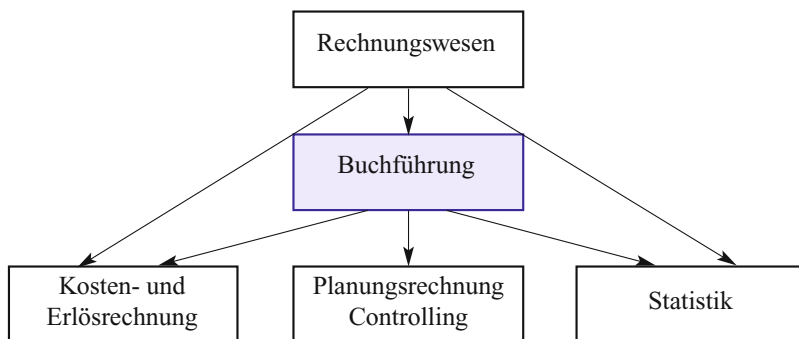 Rechnungswesen
Buchführung
Kosten- und
Erlösrechnung
Planungsrechnung
Controlling
Statistik